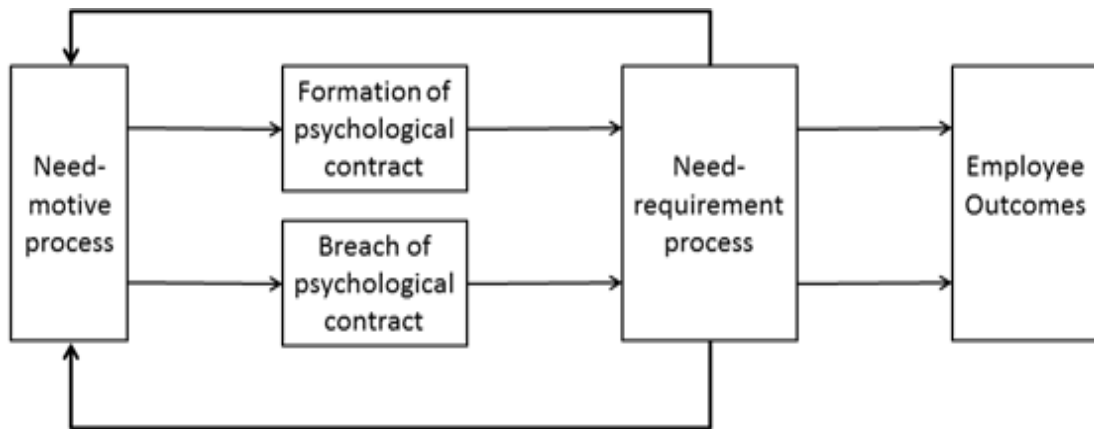 Need-
motive
process
Formation of
psychological
contract
Breach of
psychological
contract
Need-
requirement
process
Employee
Outcomes